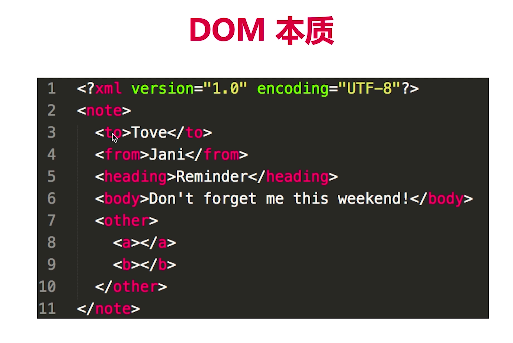 DOM 本质
1 <?xml version="1.0" encoding="UTF-8"?>
2 <note>
3 <to>Tove</to>
4 <from>Jani</from>
5 <heading>Reminder</heading>
6 <body>Don't forget me this weekend!</body>
7 <other>
8 <a></a>
9 <b></b>
10 </other>
11 </note>